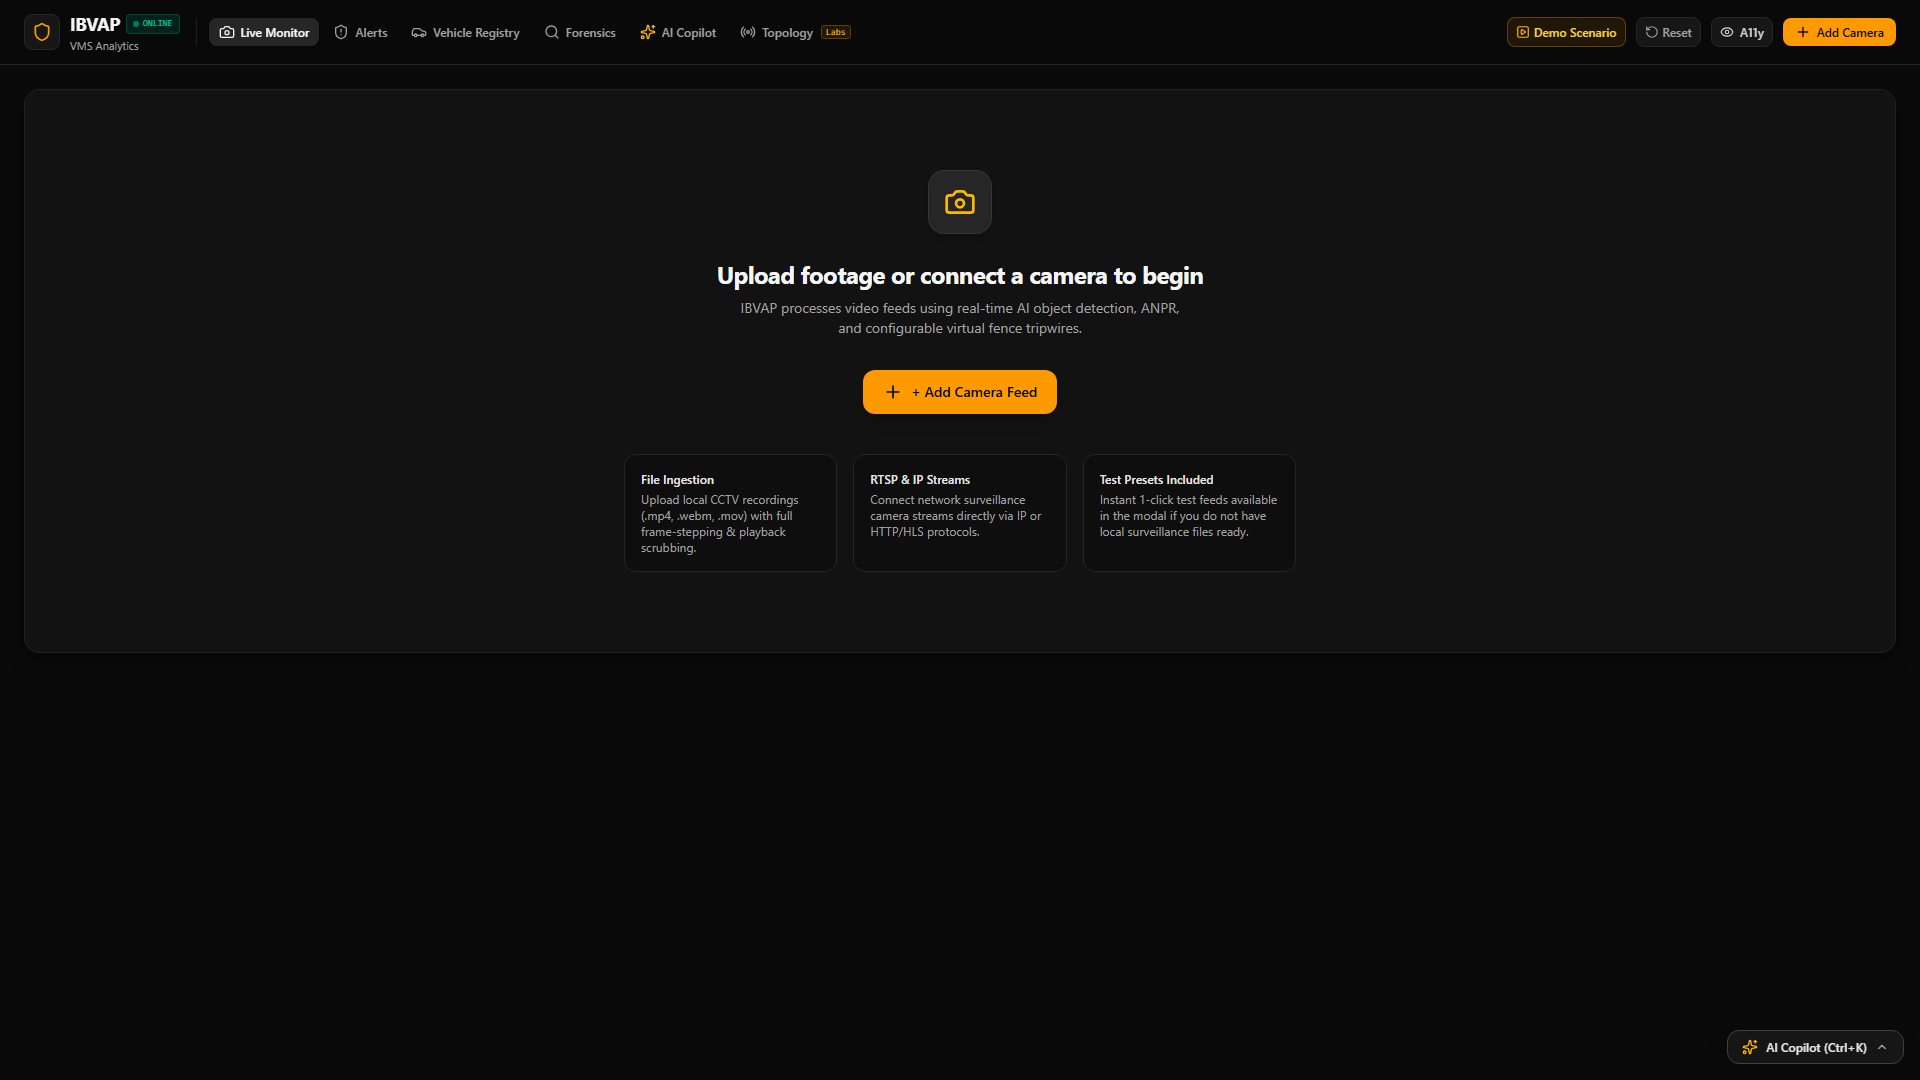 IBVAP
ONLINE
VMS Analytics
Live Monitor
Alerts
Vehicle Registry
Forensics
AI Copilot
Topology
Labs
Demo Scenario
Reset
A11y
Add Camera
Upload footage or connect a camera to begin
IBVAP processes video feeds using real-time AI object detection, ANPR,
and configurable virtual fence tripwires.
+ Add Camera Feed
File Ingestion
Upload local CCTV recordings
(.mp4, .webm, .mov) with full
frame-stepping & playback
scrubbing.
RTSP & IP Streams
Connect network surveillance
camera streams directly via IP or
HTTP/HLS protocols.
Test Presets Included
Instant 1-click test feeds available
in the modal if you do not have
local surveillance files ready.
AI Copilot (Ctrl+K)